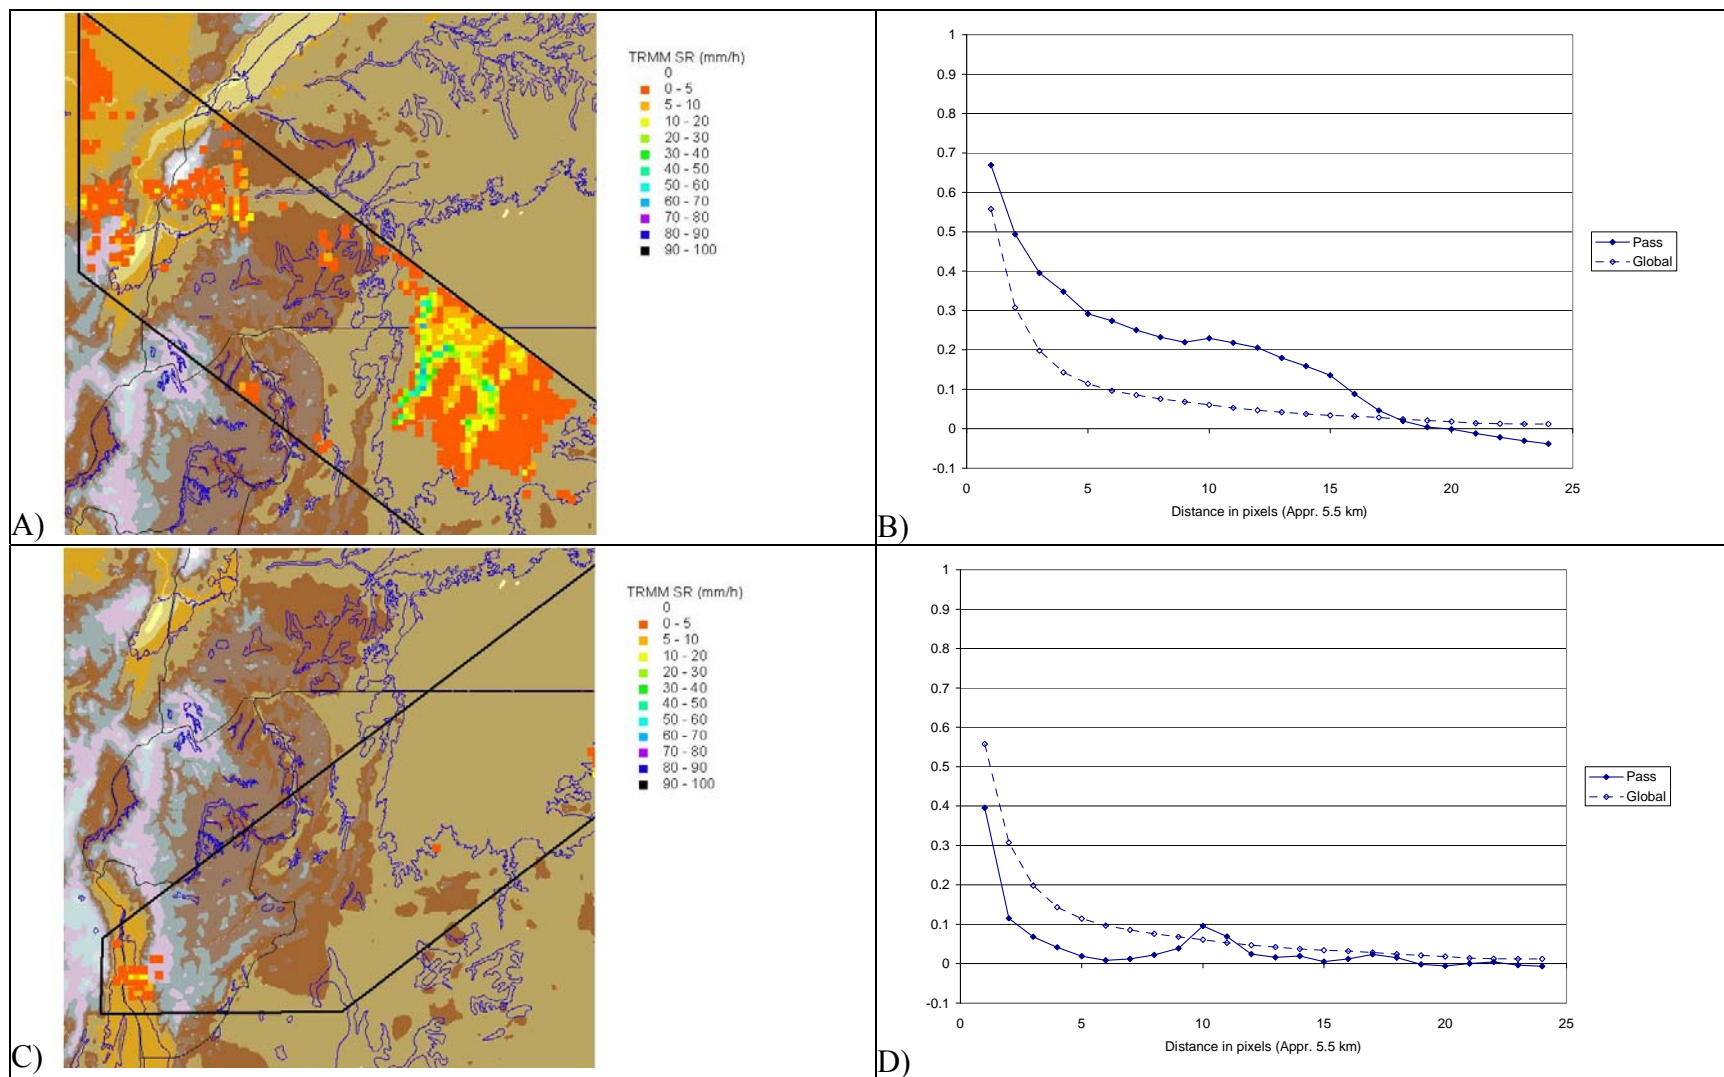 TRMM SR (mm/h)
0
0 - 5
5 - 10
10 - 20
20 - 30
30 - 40
40 - 50
50 - 60
60 - 70
70 - 80
80 - 90
90 - 100
A)
1
0.9
0.8
0.7
0.6
0.5
0.4
0.3
0.2
0.1
0
-0.1
0 5 10 15 20 25
Distance in pixels (Appr. 5.5 km)
Pass
Global
B)
TRMM SR (mm/h)
0
0 - 5
5 - 10
10 - 20
20 - 30
30 - 40
40 - 50
50 - 60
60 - 70
70 - 80
80 - 90
90 - 100
C)
1
0.9
0.8
0.7
0.6
0.5
0.4
0.3
0.2
0.1
0
-0.1
0 5 10 15 20 25
Distance in pixels (Appr. 5.5 km)
Pass
Global
D)